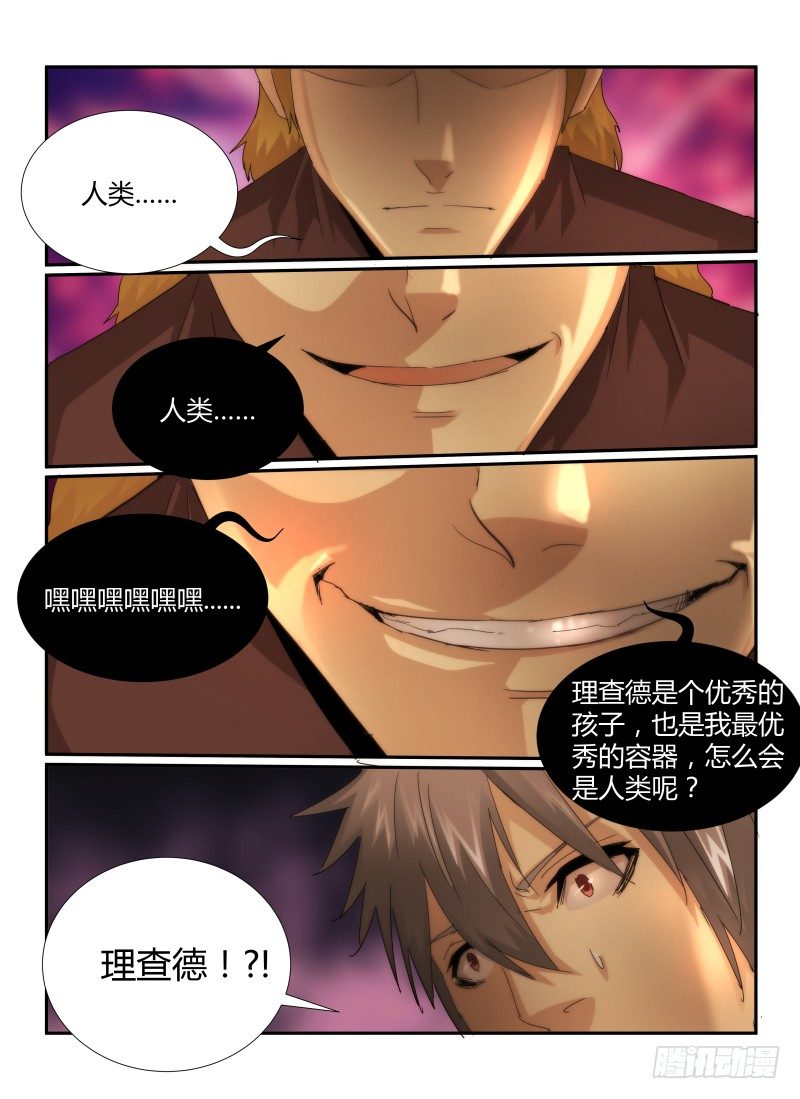 人类……
人类……
嘿嘿嘿嘿嘿嘿……
理查德是个优秀的
孩子，也是我最优
秀的容器，怎么会
是人类呢？
理查德！?!
腾讯动漫